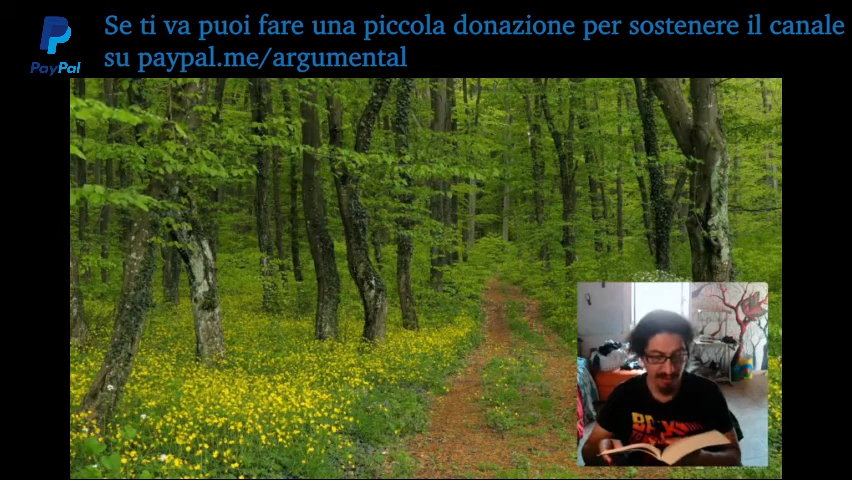 Se ti va puoi fare una piccola donazione per sostenere il canale
su paypal.me/argumental
PayPal